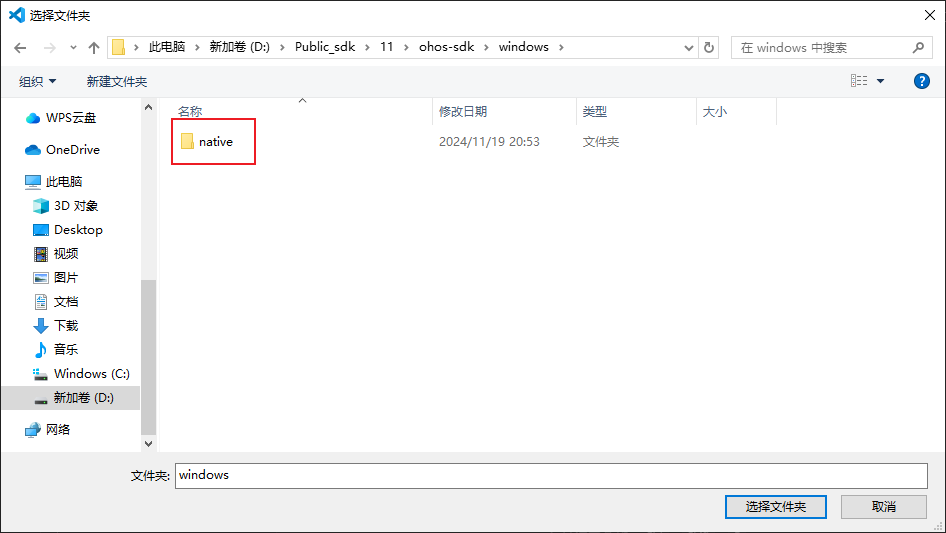 选择文件夹
此电脑 > 新加卷 (D:) > Public_sdk > 11 > ohos-sdk > windows >
在 windows 中搜索
组织
新建文件夹
名称
修改日期
类型
大小
native
2024/11/19 20:53
文件夹
WPS云盘
OneDrive
此电脑
3D 对象
Desktop
视频
图片
文档
下载
音乐
Windows (C:)
新加卷 (D:)
网络
文件夹:
windows
选择文件夹
取消